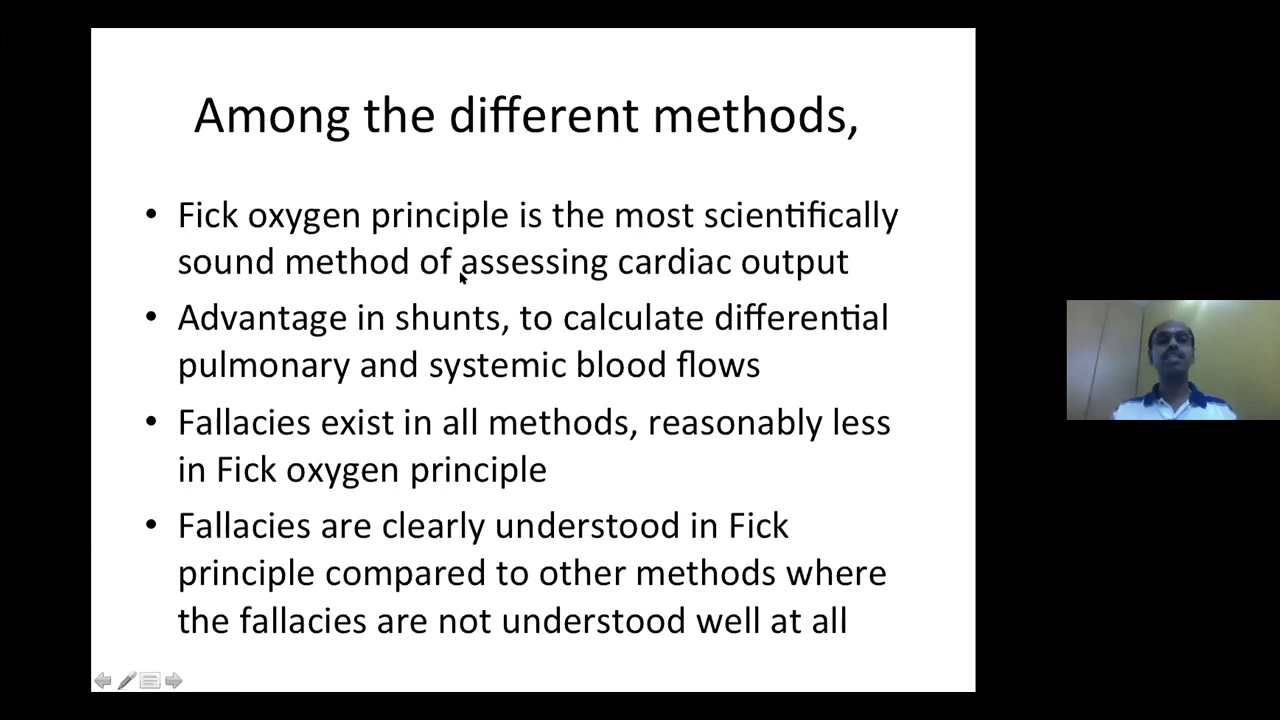 Among the different methods,
• Fick oxygen principle is the most scientifically
sound method of assessing cardiac output
• Advantage in shunts, to calculate differential
pulmonary and systemic blood flows
• Fallacies exist in all methods, reasonably less
in Fick oxygen principle
• Fallacies are clearly understood in Fick
principle compared to other methods where
the fallacies are not understood well at all